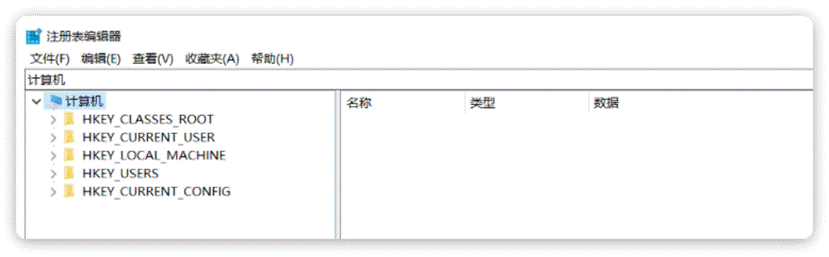 注册表编辑器
文件(F) 编辑(E) 查看(V) 收藏夹(A) 帮助(H)
计算机
计算机 名称 类型 数据
HKEY_CLASSES_ROOT
HKEY_CURRENT_USER
HKEY_LOCAL_MACHINE
HKEY_USERS
HKEY_CURRENT_CONFIG